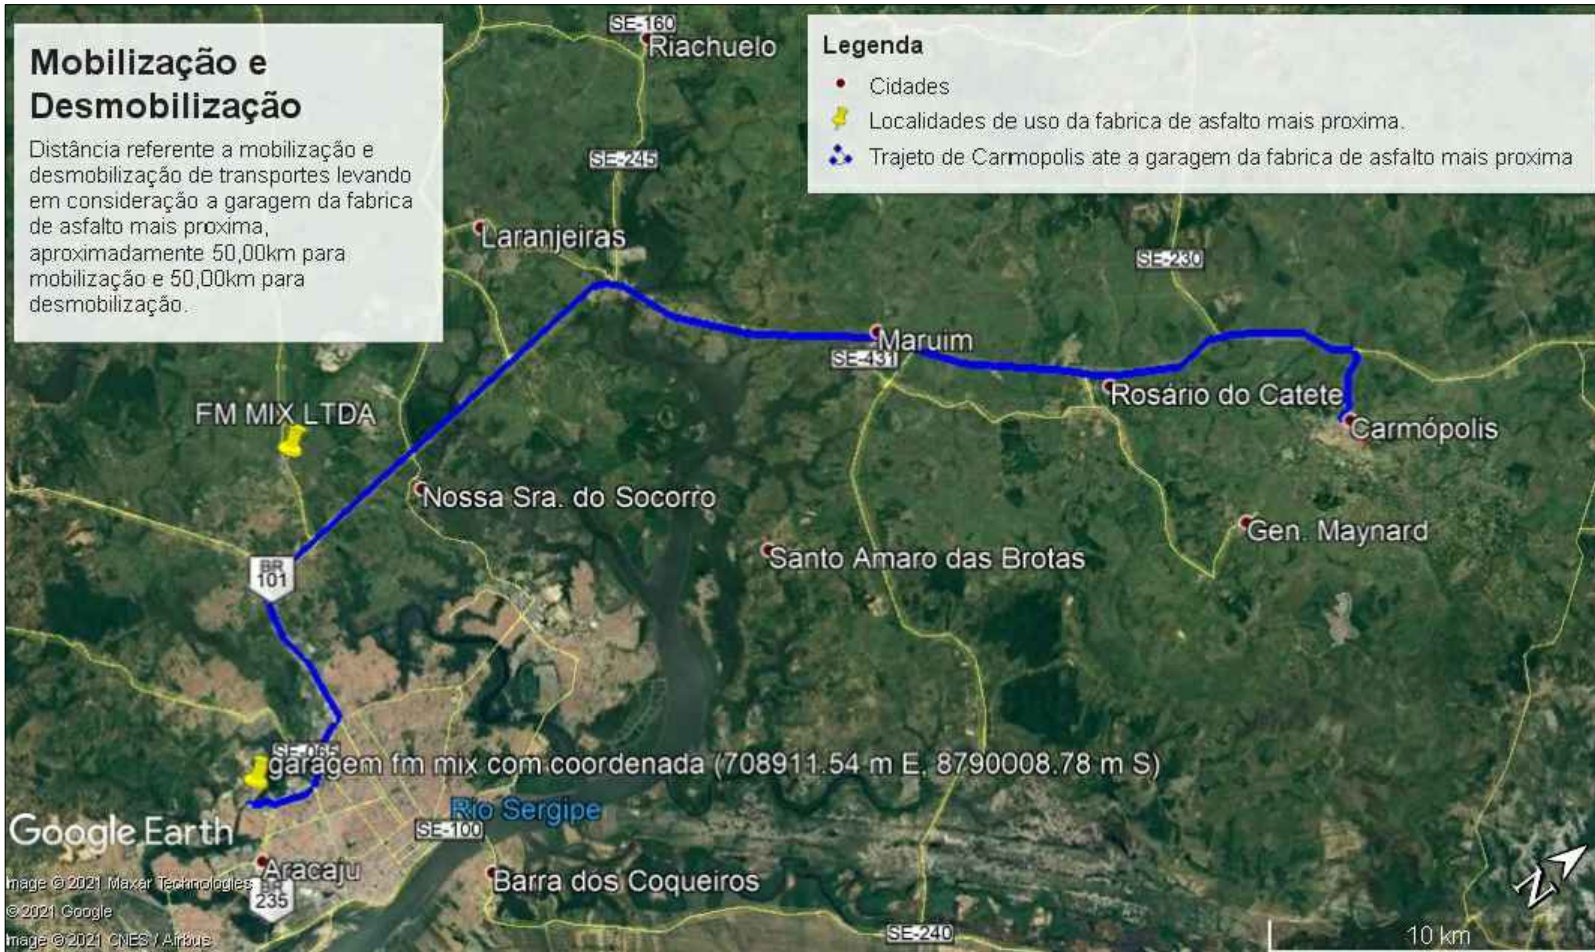 Mobilização e
Desmobilização
Distância referente a mobilização e
desmobilização de transportes levando
em consideração a garagem da fabrica
de asfalto mais proxima,
aproximadamente 50,00km para
mobilização e 50,00km para
desmobilização.
Legenda
Cidades
Localidades de uso da fabrica de asfalto mais proxima.
Trajeto de Carmopolis ate a garagem da fabrica de asfalto mais proxima
SE-160
Riachuelo
SE-245
Laranjeiras
SE-230
Maruim
SE-431
Rosário do Catete
FM MIX LTDA
Carmópolis
Nossa Sra. do Socorro
Gen. Maynard
Santo Amaro das Brotas
BR
101
SE-065
garagem fm mix com coordenada (708911.54 m E, 8790008.78 m S)
Rio Sergipe
Google Earth
SE-100
Aracaju
Barra dos Coqueiros
mage © 2021 Maxar Technologies
BR
235
© 2021 Google
mage © 2021 CNES / Airbus
SE-240
N
10 km